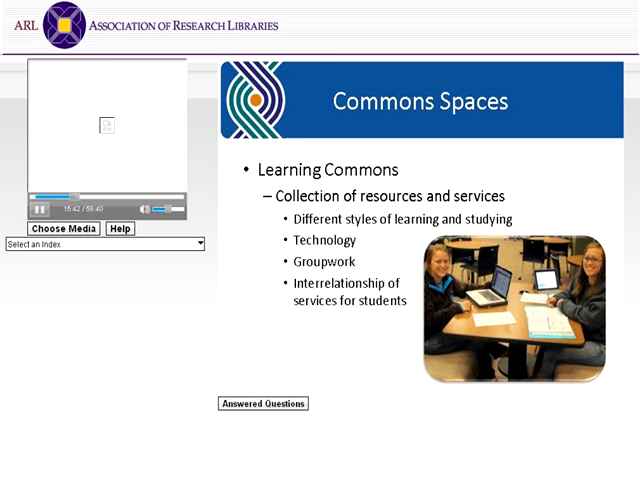 ARL ASSOCIATION OF RESEARCH LIBRARIES
Commons Spaces
• Learning Commons
– Collection of resources and services
• Different styles of learning and studying
• Technology
• Groupwork
• Interrelationship of
services for students
15:42 / 58:40
Choose Media Help
Select an Index
Answered Questions